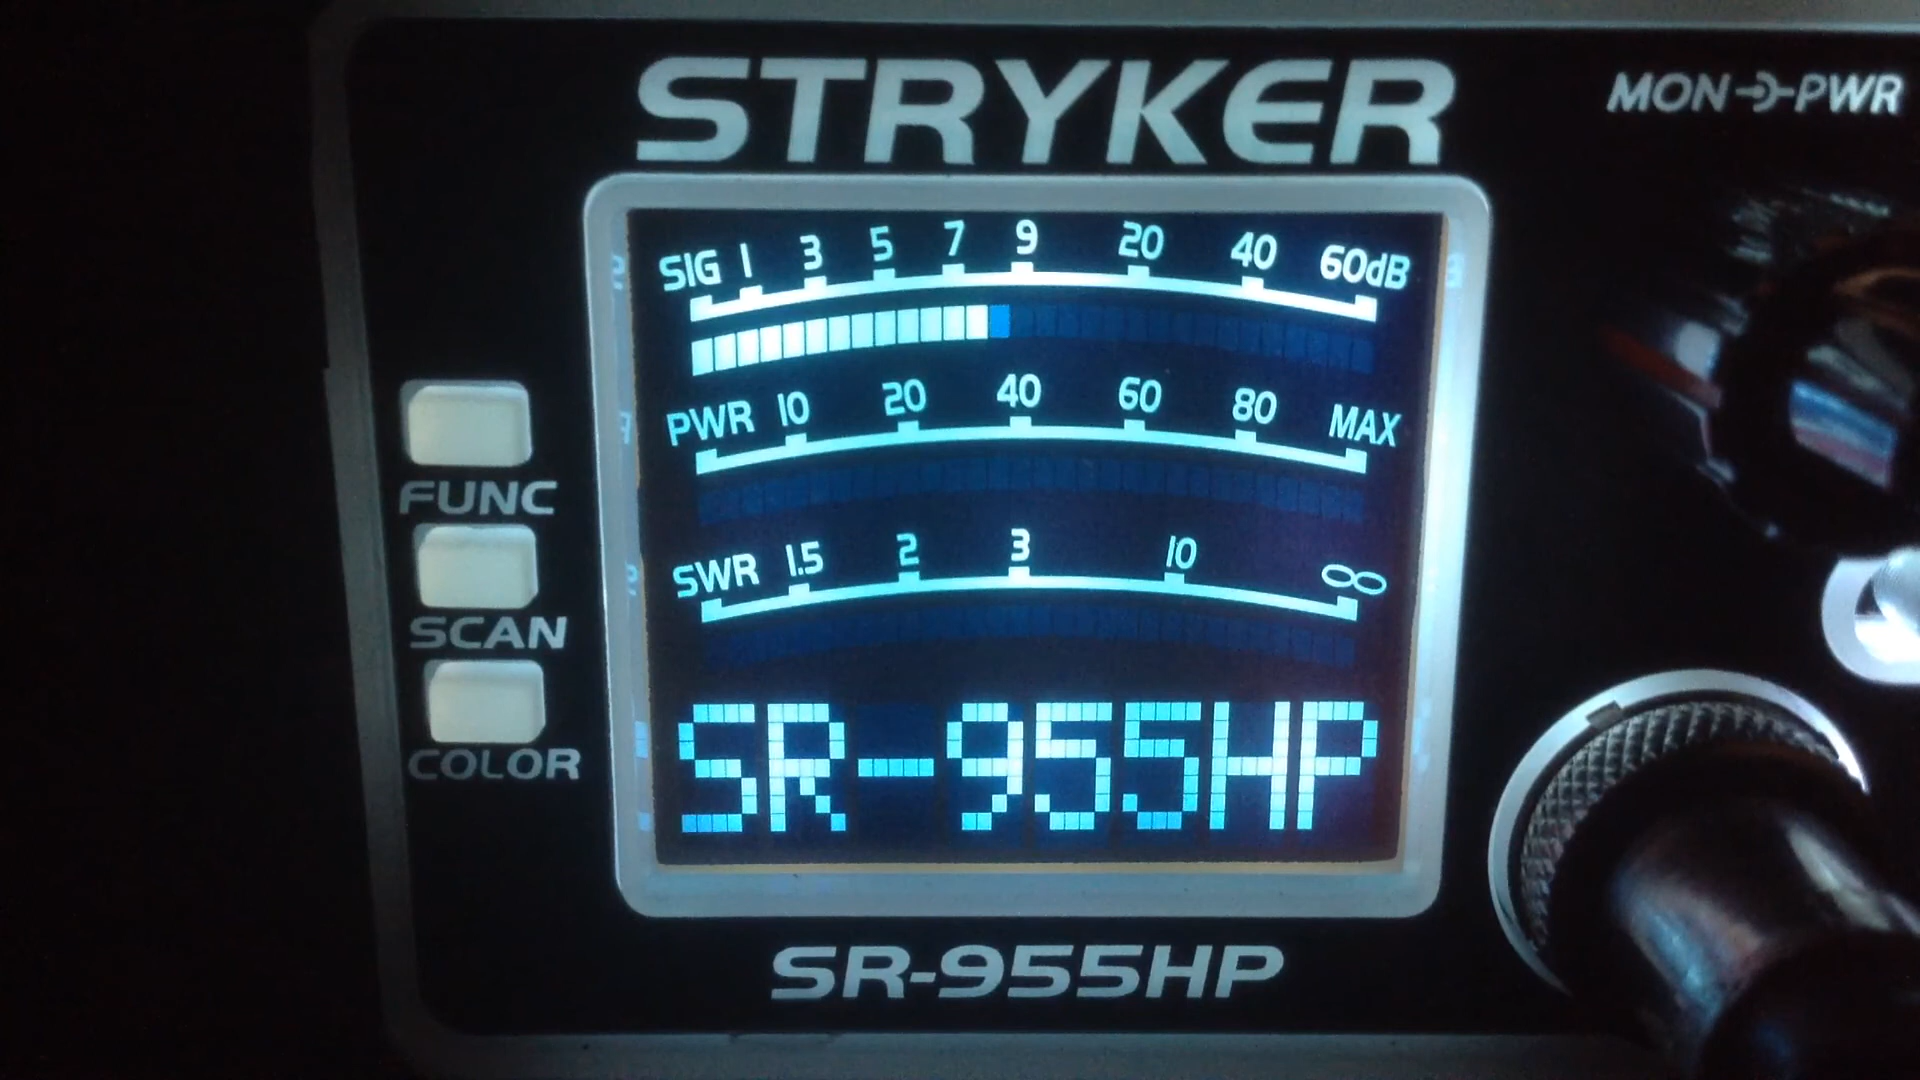 STRYKER
MON PWR
SIG 1 3 5 7 9 20 40 60dB
PWR 10 20 40 60 80 MAX
FUNC
SWR 1.5 2 3 10 ∞
SCAN
SR-955HP
COLOR
SR-955HP